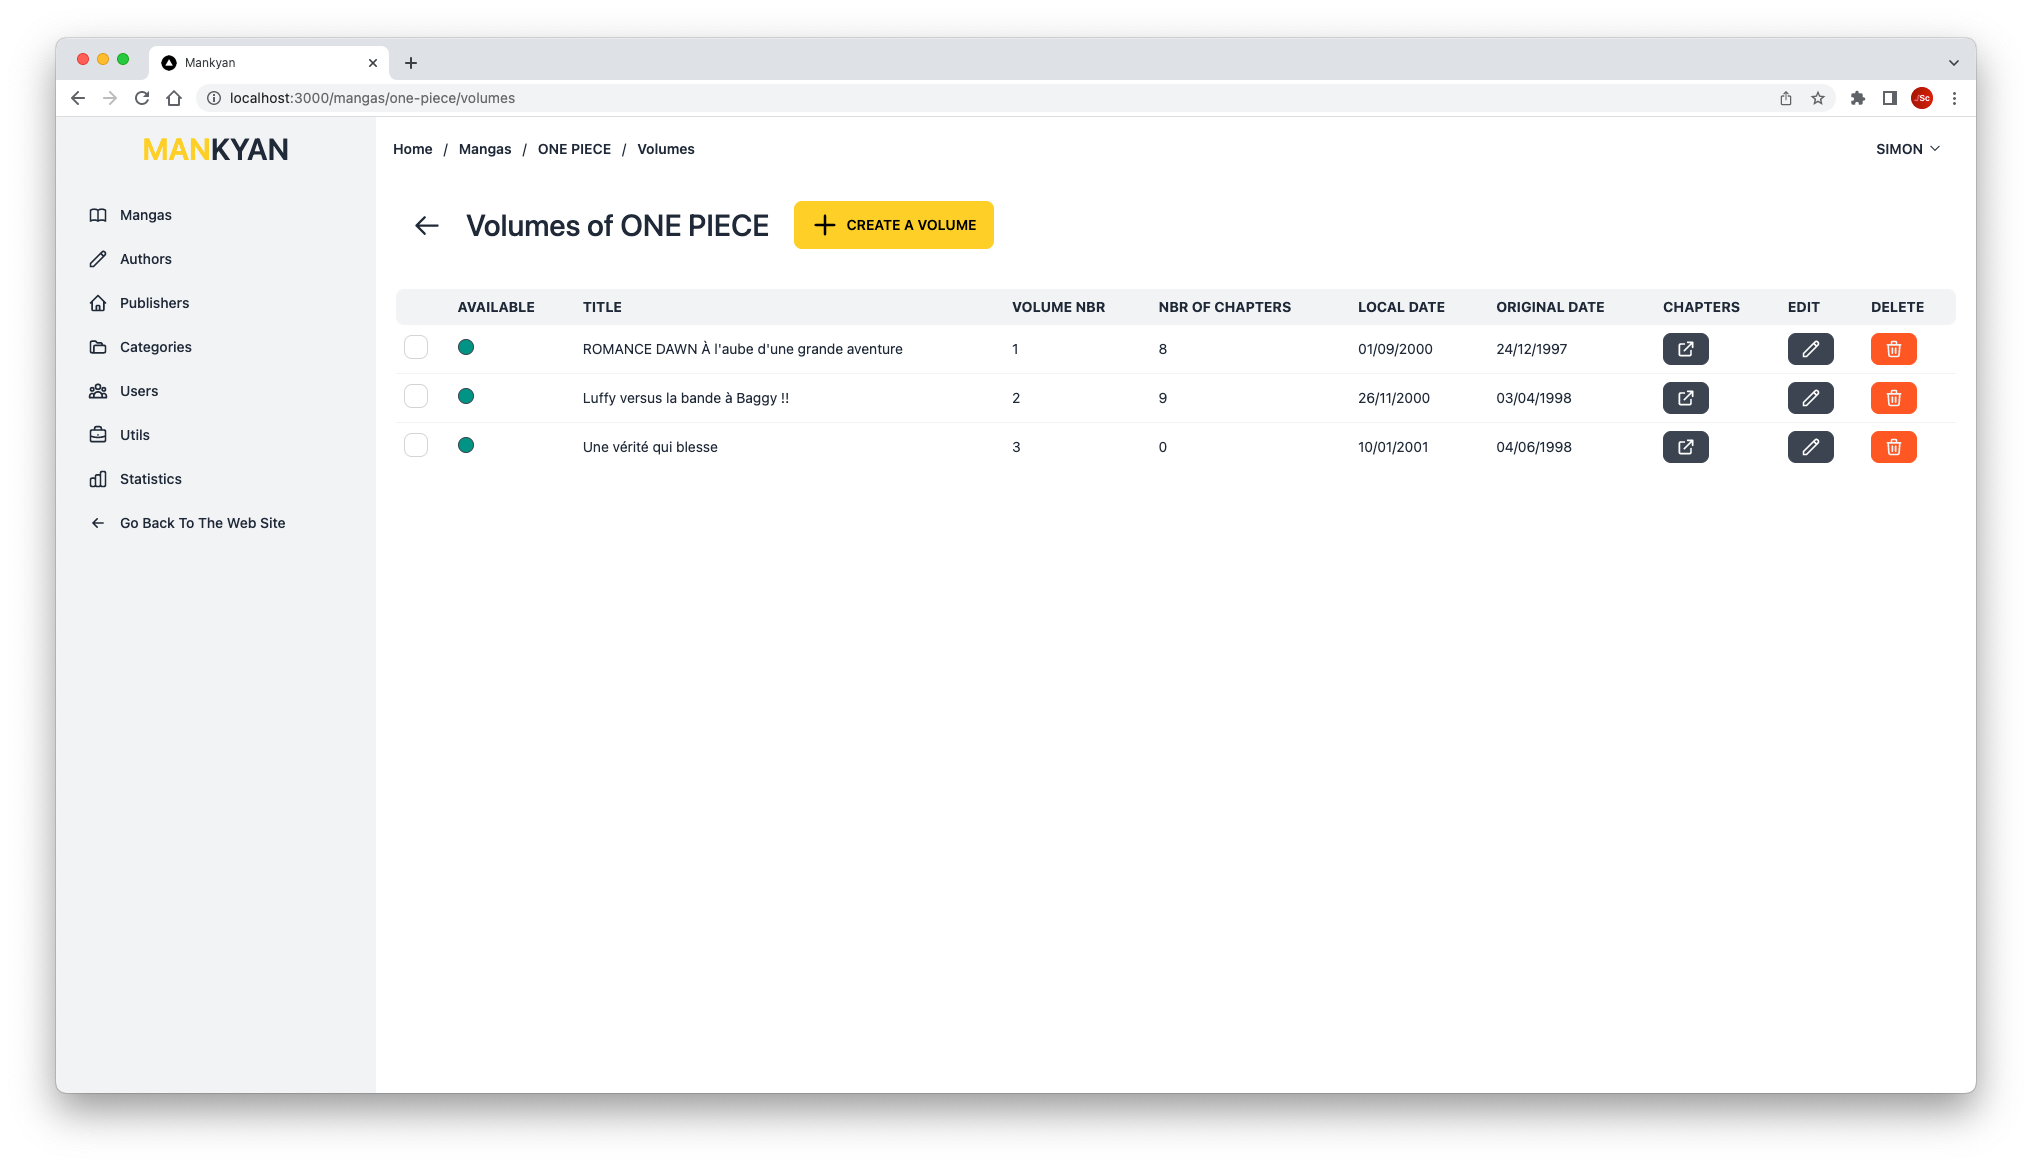 Mankyan
localhost:3000/mangas/one-piece/volumes
./Sc
MANKYAN
Home / Mangas / ONE PIECE / Volumes
SIMON
Mangas
Authors
Publishers
Categories
Users
Utils
Statistics
Go Back To The Web Site
Volumes of ONE PIECE
CREATE A VOLUME
AVAILABLE TITLE VOLUME NBR NBR OF CHAPTERS LOCAL DATE ORIGINAL DATE CHAPTERS EDIT DELETE
ROMANCE DAWN À l'aube d'une grande aventure 1 8 01/09/2000 24/12/1997
Luffy versus la bande à Baggy !! 2 9 26/11/2000 03/04/1998
Une vérité qui blesse 3 0 10/01/2001 04/06/1998